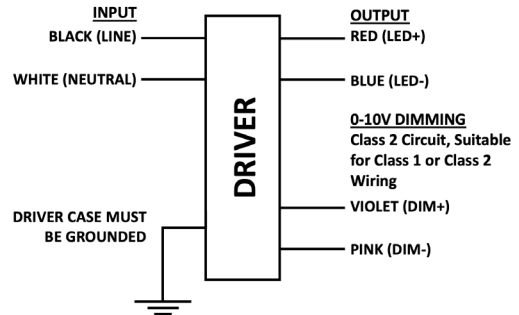 INPUT
BLACK (LINE)
WHITE (NEUTRAL)
DRIVER CASE MUST
BE GROUNDED
DRIVER
OUTPUT
RED (LED+)
BLUE (LED-)
0-10V DIMMING
Class 2 Circuit, Suitable
for Class 1 or Class 2
Wiring
VIOLET (DIM+)
PINK (DIM-)